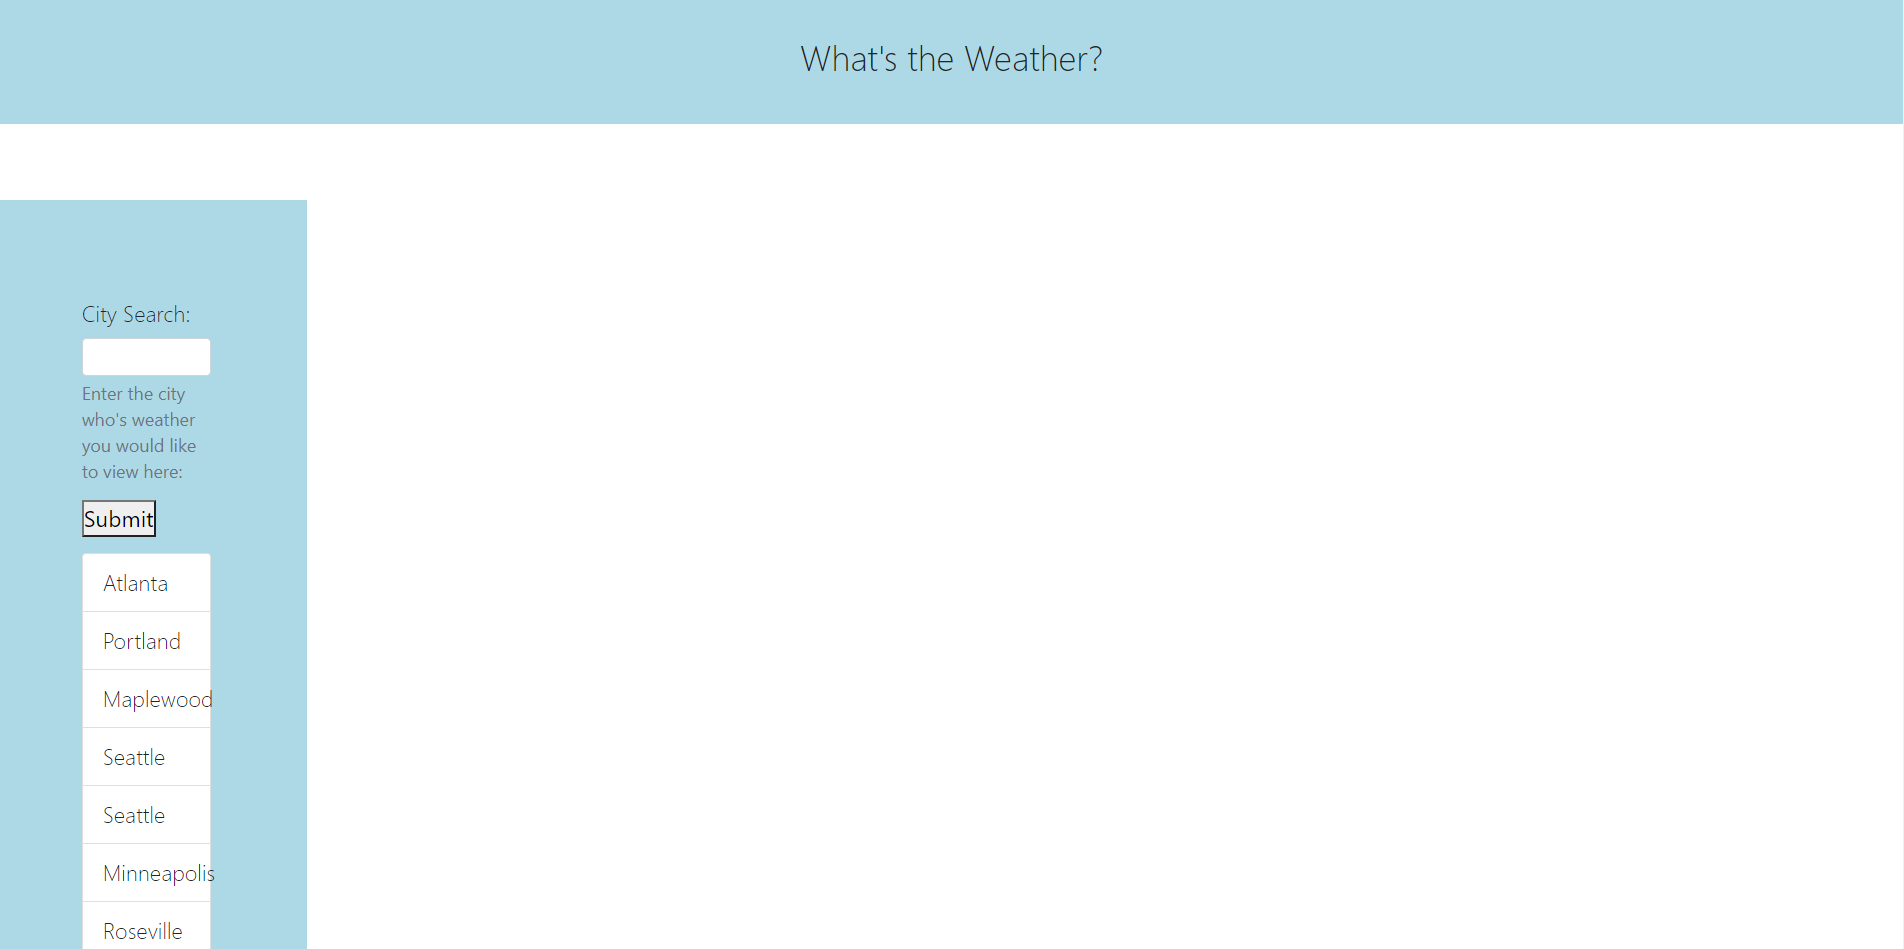 What's the Weather?
City Search:
Enter the city
who's weather
you would like
to view here:
Submit
Atlanta
Portland
Maplewood
Seattle
Seattle
Minneapolis
Roseville